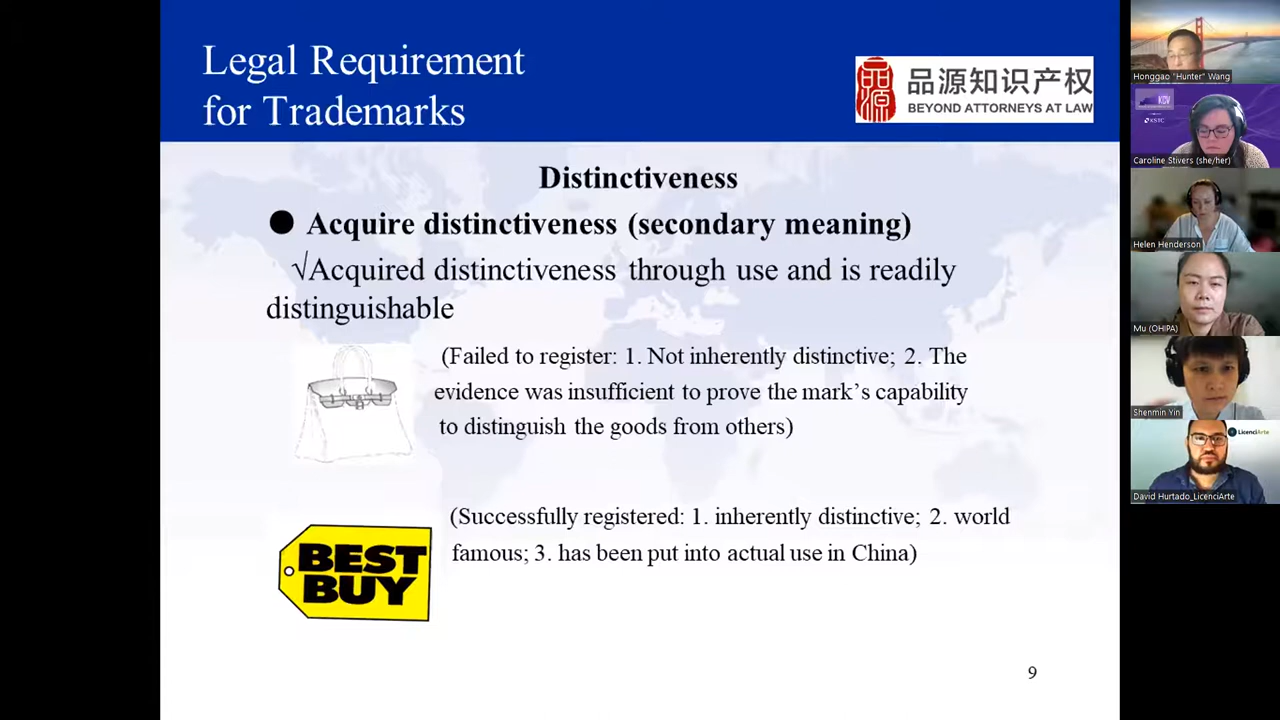 Legal Requirement
for Trademarks
品源
品源知识产权
BEYOND ATTORNEYS AT LAW
Distinctiveness
● Acquire distinctiveness (secondary meaning)
√Acquired distinctiveness through use and is readily
distinguishable
(Failed to register: 1. Not inherently distinctive; 2. The
evidence was insufficient to prove the mark's capability
to distinguish the goods from others)
BEST
BUY
(Successfully registered: 1. inherently distinctive; 2. world
famous; 3. has been put into actual use in China)
9
Honggao "Hunter" Wang
KSTC
Caroline Stivers (she/her)
Helen Henderson
Mu (OHIPA)
Shenmin Yin
LicenciArte
David Hurtado_LicenciArte